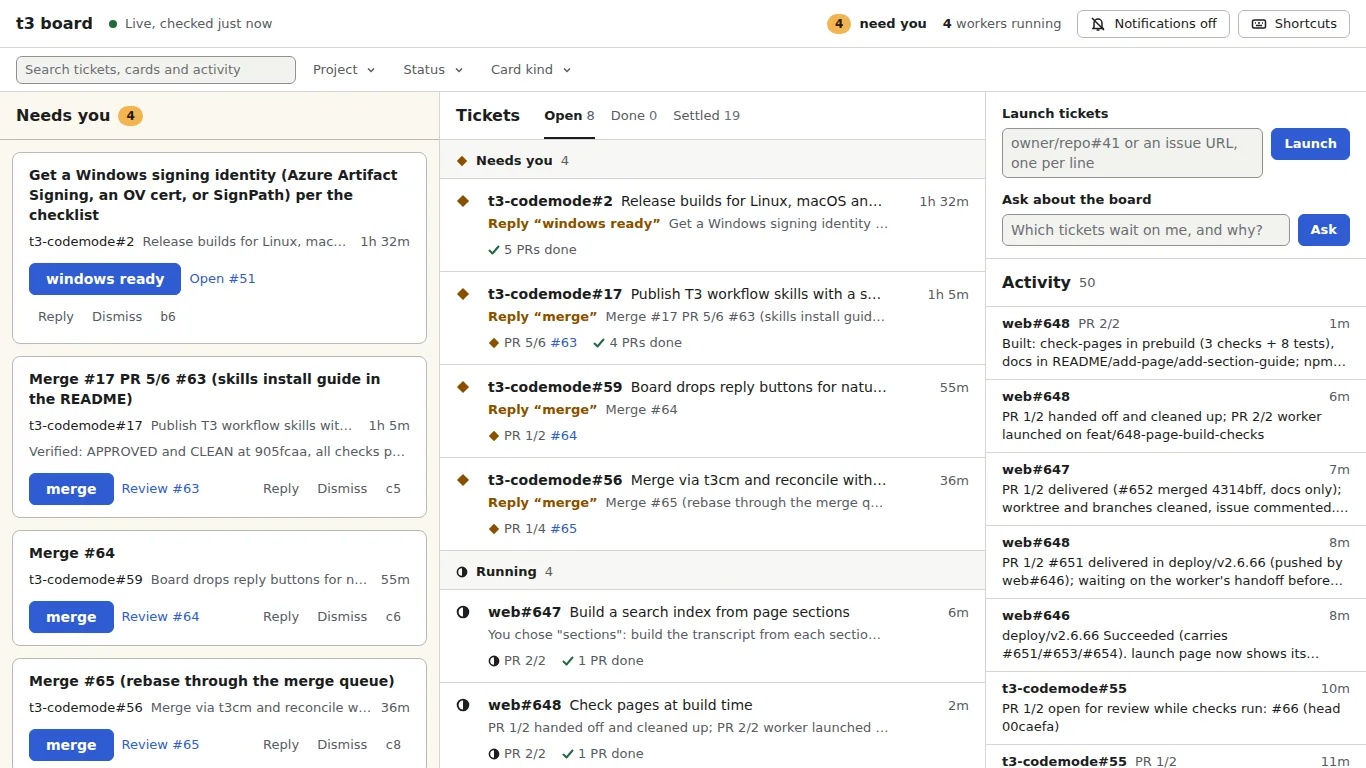 t3 board Live, checked just now 4 need you 4 workers running Notifications off Shortcuts
Search tickets, cards and activity Project Status Card kind
Needs you 4
Get a Windows signing identity (Azure Artifact
Signing, an OV cert, or SignPath) per the
checklist
t3-codemode#2 Release builds for Linux, mac… 1h 32m
windows ready Open #51
Reply Dismiss b6
Merge #17 PR 5/6 #63 (skills install guide in
the README)
t3-codemode#17 Publish T3 workflow skills wit… 1h 5m
Verified: APPROVED and CLEAN at 905fcaa, all checks p…
merge Review #63 Reply Dismiss c5
Merge #64
t3-codemode#59 Board drops reply buttons for n… 55m
merge Review #64 Reply Dismiss c6
Merge #65 (rebase through the merge queue)
t3-codemode#56 Merge via t3cm and reconcile w… 36m
merge Review #65 Reply Dismiss c8
Tickets Open 8 Done 0 Settled 19
Needs you 4
t3-codemode#2 Release builds for Linux, macOS an… 1h 32m
Reply “windows ready” Get a Windows signing identity …
5 PRs done
t3-codemode#17 Publish T3 workflow skills with a s… 1h 5m
Reply “merge” Merge #17 PR 5/6 #63 (skills install guid…
PR 5/6 #63 4 PRs done
t3-codemode#59 Board drops reply buttons for natu… 55m
Reply “merge” Merge #64
PR 1/2 #64
t3-codemode#56 Merge via t3cm and reconcile with… 36m
Reply “merge” Merge #65 (rebase through the merge q…
PR 1/4 #65
Running 4
web#647 Build a search index from page sections 6m
You chose "sections": build the transcript from each sectio…
PR 2/2 1 PR done
web#648 Check pages at build time 2m
PR 1/2 handed off and cleaned up; PR 2/2 worker launched …
PR 2/2 1 PR done
Launch tickets
owner/repo#41 or an issue URL,
one per line
Launch
Ask about the board
Which tickets wait on me, and why? Ask
Activity 50
web#648 PR 2/2 1m
Built: check-pages in prebuild (3 checks + 8 tests),
docs in README/add-page/add-section-guide; npm…
web#648 6m
PR 1/2 handed off and cleaned up; PR 2/2 worker
launched on feat/648-page-build-checks
web#647 7m
PR 1/2 delivered (#652 merged 4314bff, docs only);
worktree and branches cleaned, issue commented.…
web#648 8m
PR 1/2 #651 delivered in deploy/v2.6.66 (pushed by
web#646); waiting on the worker's handoff before…
web#646 8m
deploy/v2.6.66 Succeeded (carries
#651/#653/#654). launch page now shows its…
t3-codemode#55 10m
PR 1/2 open for review while checks run: #66 (head
00caefa)
t3-codemode#55 PR 1/2 11m